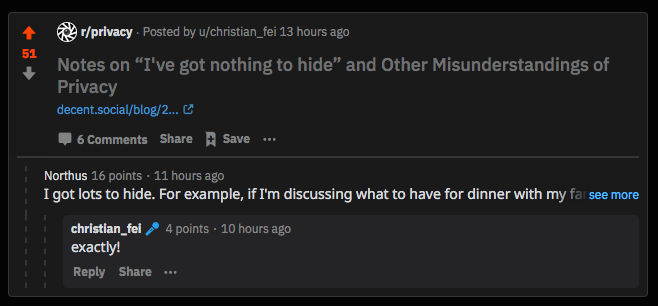 r/privacy · Posted by u/christian_fei 13 hours ago
51
Notes on “I've got nothing to hide” and Other Misunderstandings of
Privacy
decent.social/blog/2...
6 Comments Share Save ···
Northus 16 points · 11 hours ago
I got lots to hide. For example, if I'm discussing what to have for dinner with my see more
christian_fei 4 points · 10 hours ago
exactly!
Reply Share ···